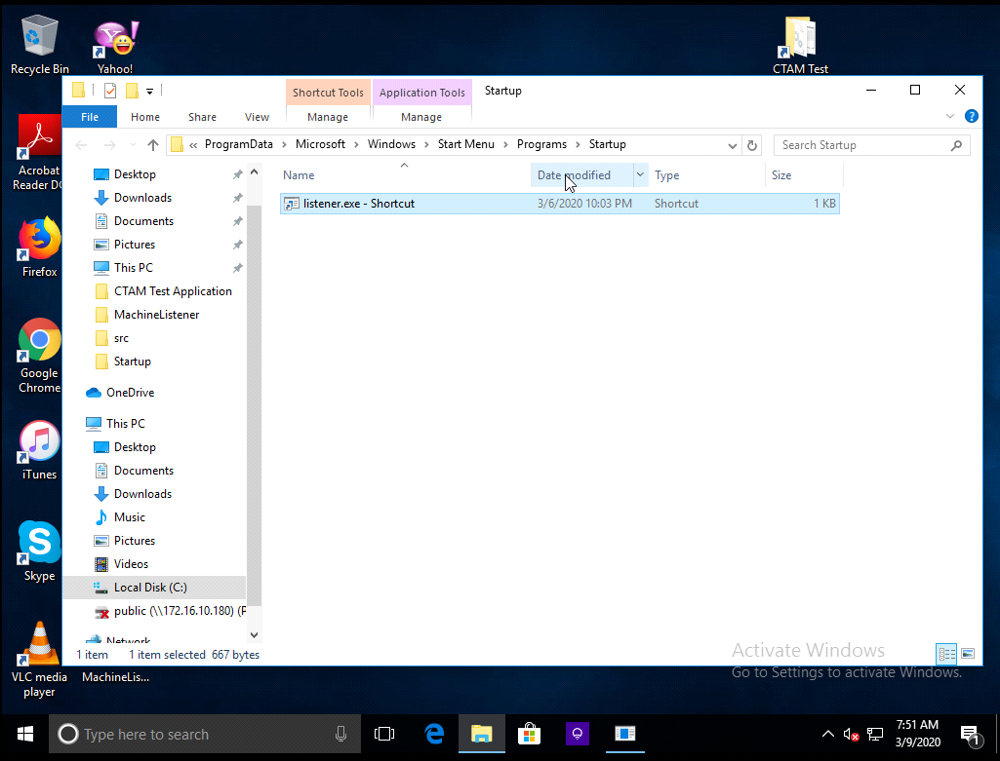 Recycle Bin
Yahoo!
CTAM Test
Shortcut Tools
Application Tools
Startup
File
Home
Share
View
Manage
Manage
?
« ProgramData > Microsoft > Windows > Start Menu > Programs > Startup
Search Startup
Name
Date modified
Type
Size
listener.exe - Shortcut
3/6/2020 10:03 PM
Shortcut
1 KB
Acrobat
Reader DC
Firefox
Google
Chrome
iTunes
Skype
VLC media
player
MachineLis...
Desktop
Downloads
Documents
Pictures
This PC
CTAM Test Application
MachineListener
src
Startup
OneDrive
This PC
Desktop
Documents
Downloads
Music
Pictures
Videos
Local Disk (C:)
public (\\172.16.10.180) (P
Network
1 item
1 item selected
667 bytes
Activate Windows
Go to Settings to activate Windows.
Type here to search
7:51 AM
3/9/2020
1